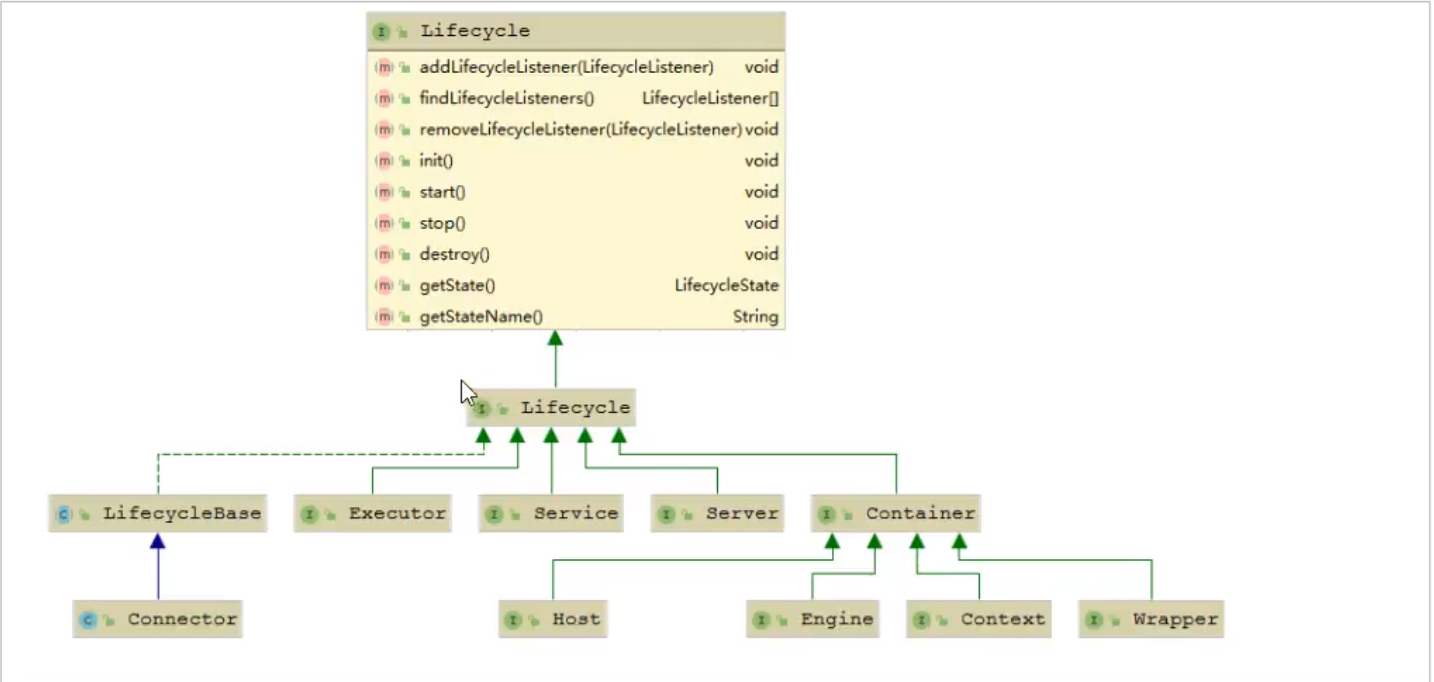 Lifecycle
addLifecycleListener(LifecycleListener) void
findLifecycleListeners() LifecycleListener[]
removeLifecycleListener(LifecycleListener) void
init() void
start() void
stop() void
destroy() void
getState() LifecycleState
getStateName() String
Lifecycle
LifecycleBase Executor Service Server Container
Connector Host Engine Context Wrapper